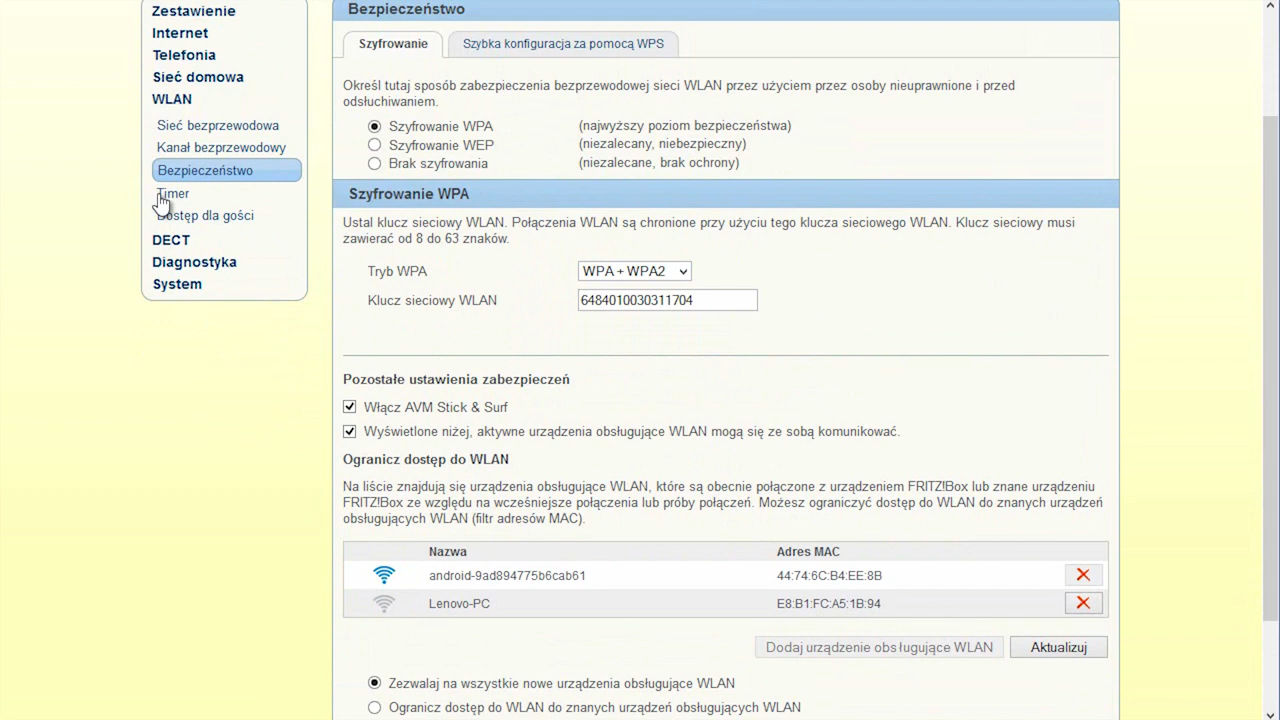 Zestawienie
Internet
Telefonia
Sieć domowa
WLAN
Sieć bezprzewodowa
Kanał bezprzewodowy
Bezpieczeństwo
Timer
Dostęp dla gości
DECT
Diagnostyka
System
Bezpieczeństwo
Szyfrowanie
Szybka konfiguracja za pomocą WPS
Określ tutaj sposób zabezpieczenia bezprzewodowej sieci WLAN przez użyciem przez osoby nieuprawnione i przed
odsłuchiwaniem.
Szyfrowanie WPA (najwyższy poziom bezpieczeństwa)
Szyfrowanie WEP (niezalecany, niebezpieczny)
Brak szyfrowania (niezalecane, brak ochrony)
Szyfrowanie WPA
Ustal klucz sieciowy WLAN. Połączenia WLAN są chronione przy użyciu tego klucza sieciowego WLAN. Klucz sieciowy musi
zawierać od 8 do 63 znaków.
Tryb WPA WPA + WPA2
Klucz sieciowy WLAN 6484010030311704
Pozostałe ustawienia zabezpieczeń
Włącz AVM Stick & Surf
Wyświetlone niżej, aktywne urządzenia obsługujące WLAN mogą się ze sobą komunikować.
Ogranicz dostęp do WLAN
Na liście znajdują się urządzenia obsługujące WLAN, które są obecnie połączone z urządzeniem FRITZ!Box lub znane urządzeniu
FRITZ!Box ze względu na wcześniejsze połączenia lub próby połączeń. Możesz ograniczyć dostęp do WLAN do znanych urządzeń
obsługujących WLAN (filtr adresów MAC).
Nazwa Adres MAC
android-9ad894775b6cab61 44:74:6C:B4:EE:8B
Lenovo-PC E8:B1:FC:A5:1B:94
Dodaj urządzenie obsługujące WLAN Aktualizuj
Zezwalaj na wszystkie nowe urządzenia obsługujące WLAN
Ogranicz dostęp do WLAN do znanych urządzeń obsługujących WLAN